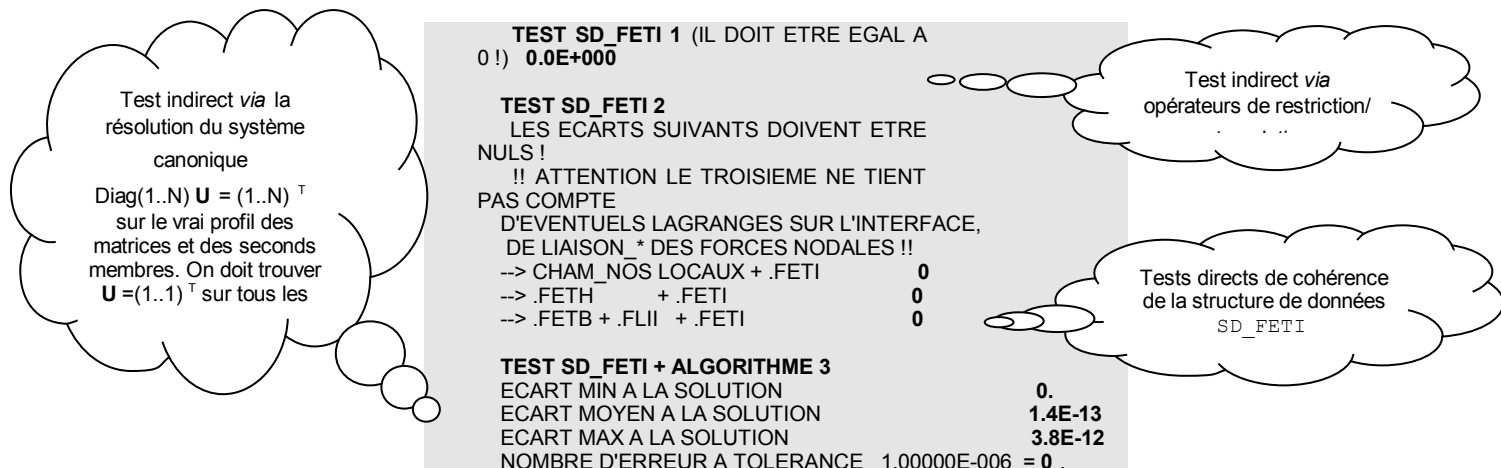 Test indirect via la
résolution du système
canonique
Diag(1..N) U = (1..N) T
sur le vrai profil des
matrices et des seconds
membres. On doit trouver
U =(1..1) T sur tous les
TEST SD_FETI 1 (IL DOIT ETRE EGAL A
0 !) 0.0E+000
TEST SD_FETI 2
LES ECARTS SUIVANTS DOIVENT ETRE
NULS !
!! ATTENTION LE TROISIEME NE TIENT
PAS COMPTE
D'EVENTUELS LAGRANGES SUR L'INTERFACE,
DE LIAISON_* DES FORCES NODALES !!
--> CHAM_NOS LOCAUX + .FETI 0
--> .FETH + .FETI 0
--> .FETB + .FLII + .FETI 0
TEST SD_FETI + ALGORITHME 3
ECART MIN A LA SOLUTION 0.
ECART MOYEN A LA SOLUTION 1.4E-13
ECART MAX A LA SOLUTION 3.8E-12
NOMBRE D'ERREUR A TOLERANCE 1.00000E-006 = 0 .
Test indirect via
opérateurs de restriction/
Tests directs de cohérence
de la structure de données
SD_FETI